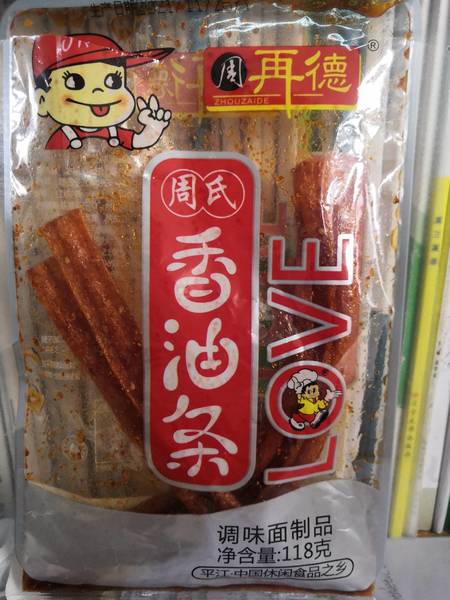 周再德®
ZHOUZAIDE
周氏
香油条
LOVE
调味面制品
净含量:118克
平江·中国休闲食品之乡